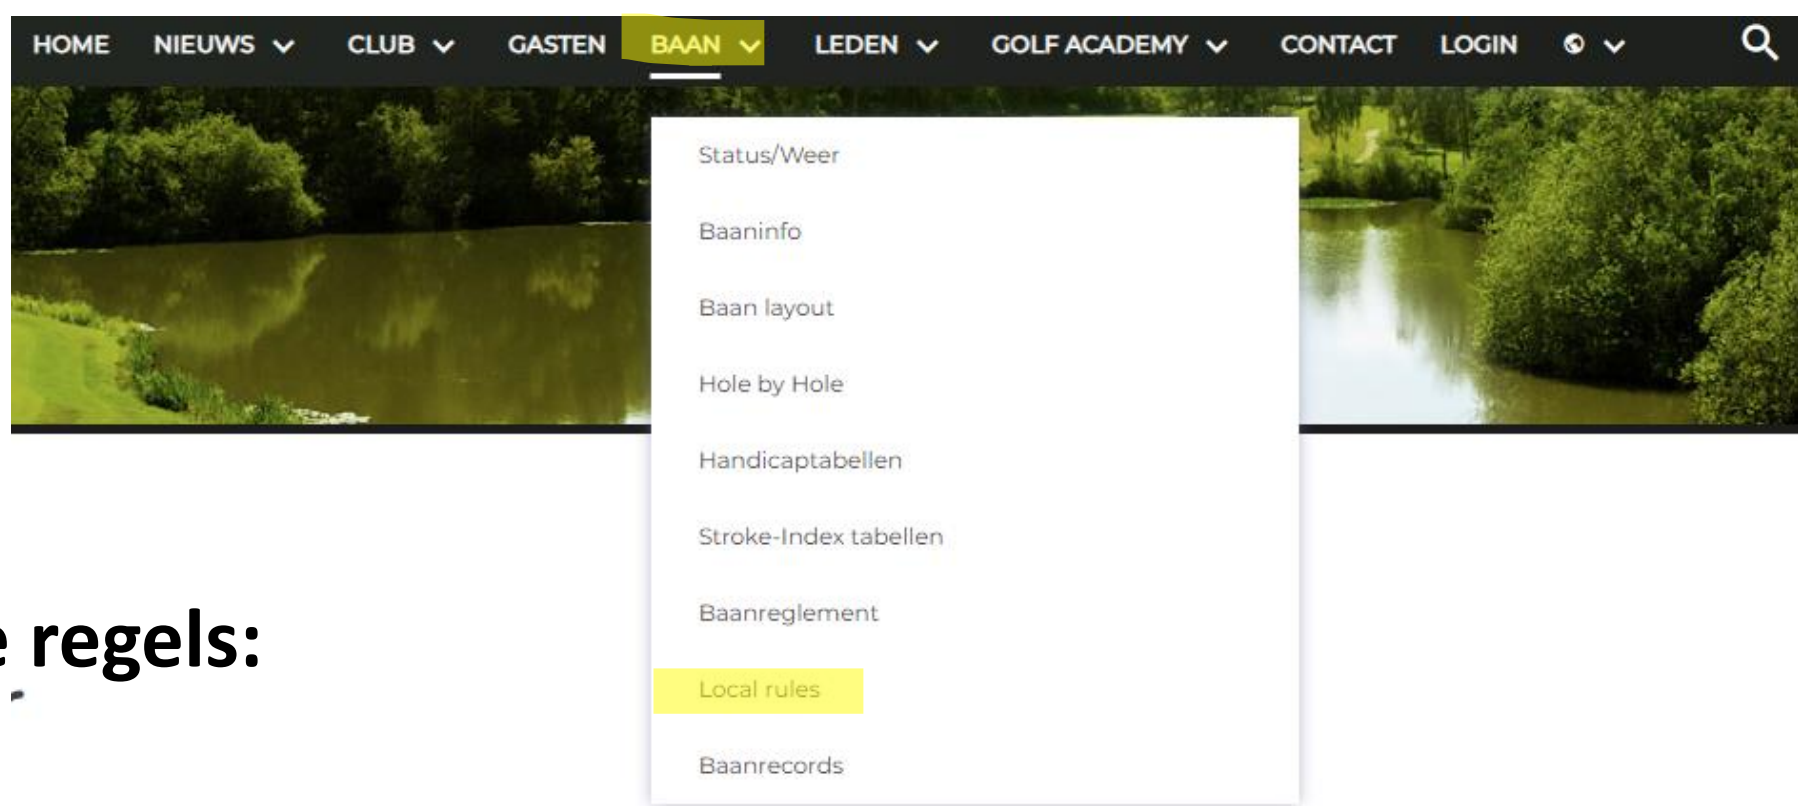 HOME NIEUWS CLUB GASTEN BAAN LEDEN GOLF ACADEMY CONTACT LOGIN
Status/Weer
Baaninfo
Baan layout
Hole by Hole
Handicaptabellen
Stroke-Index tabellen
Baanreglement
e regels:
Local rules
Baanrecords